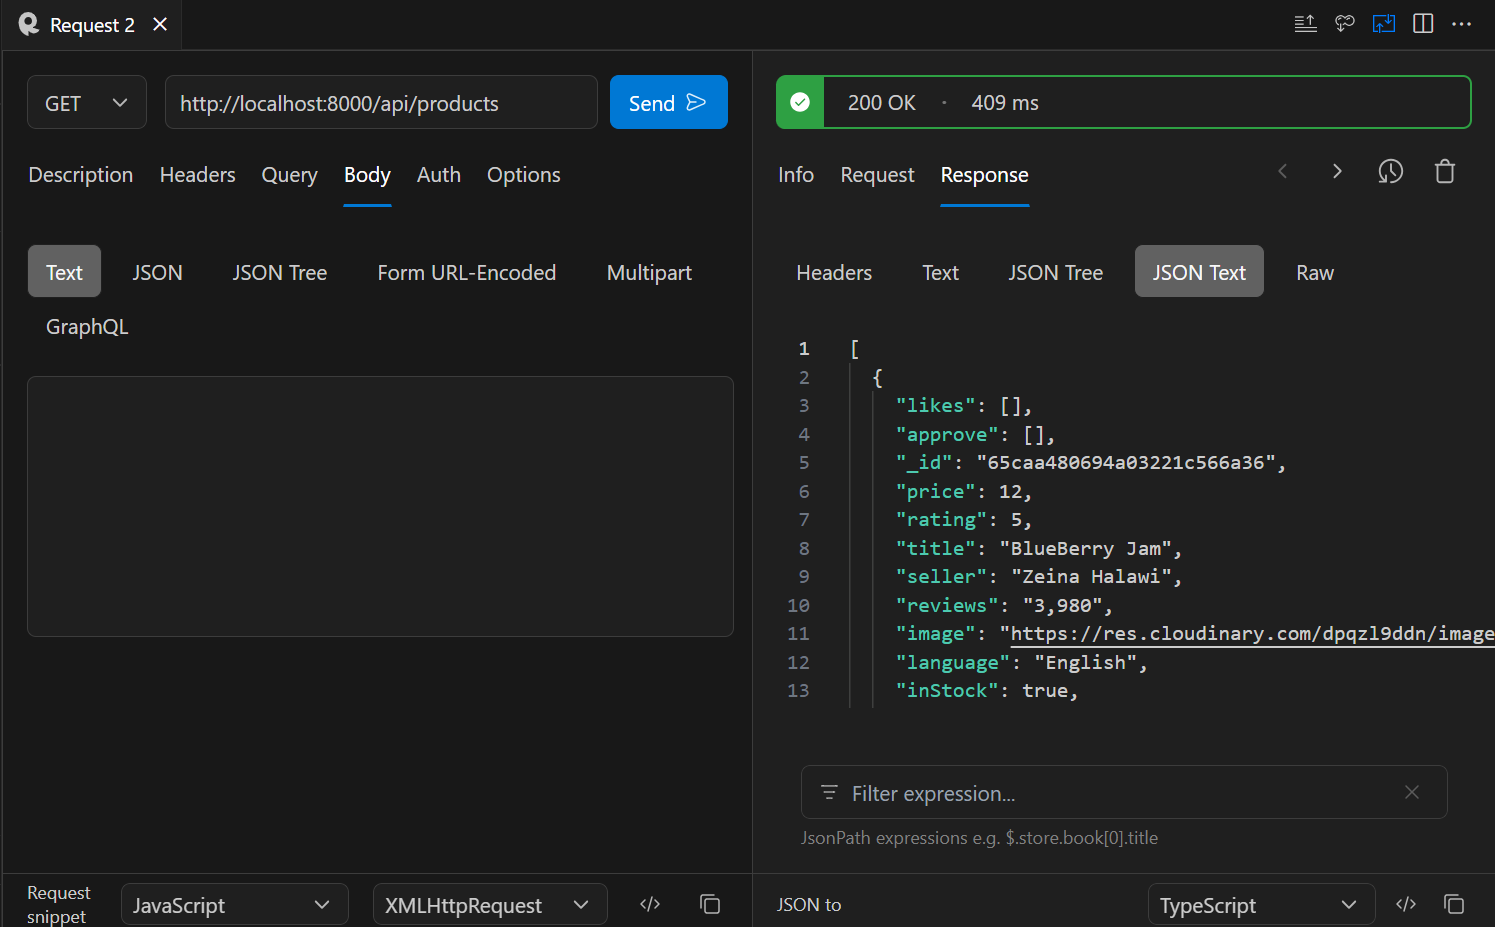 Request 2
GET
http://localhost:8000/api/products
Send
Description Headers Query Body Auth Options
Text JSON JSON Tree Form URL-Encoded Multipart
GraphQL
Request snippet
JavaScript
XMLHttpRequest
200 OK · 409 ms
Info Request Response
Headers Text JSON Tree JSON Text Raw
1 [
2 {
3 "likes": [],
4 "approve": [],
5 "_id": "65caa480694a03221c566a36",
6 "price": 12,
7 "rating": 5,
8 "title": "BlueBerry Jam",
9 "seller": "Zeina Halawi",
10 "reviews": "3,980",
11 "image": "https://res.cloudinary.com/dpqzl9ddn/image
12 "language": "English",
13 "inStock": true,
Filter expression...
JsonPath expressions e.g. $.store.book[0].title
JSON to
TypeScript